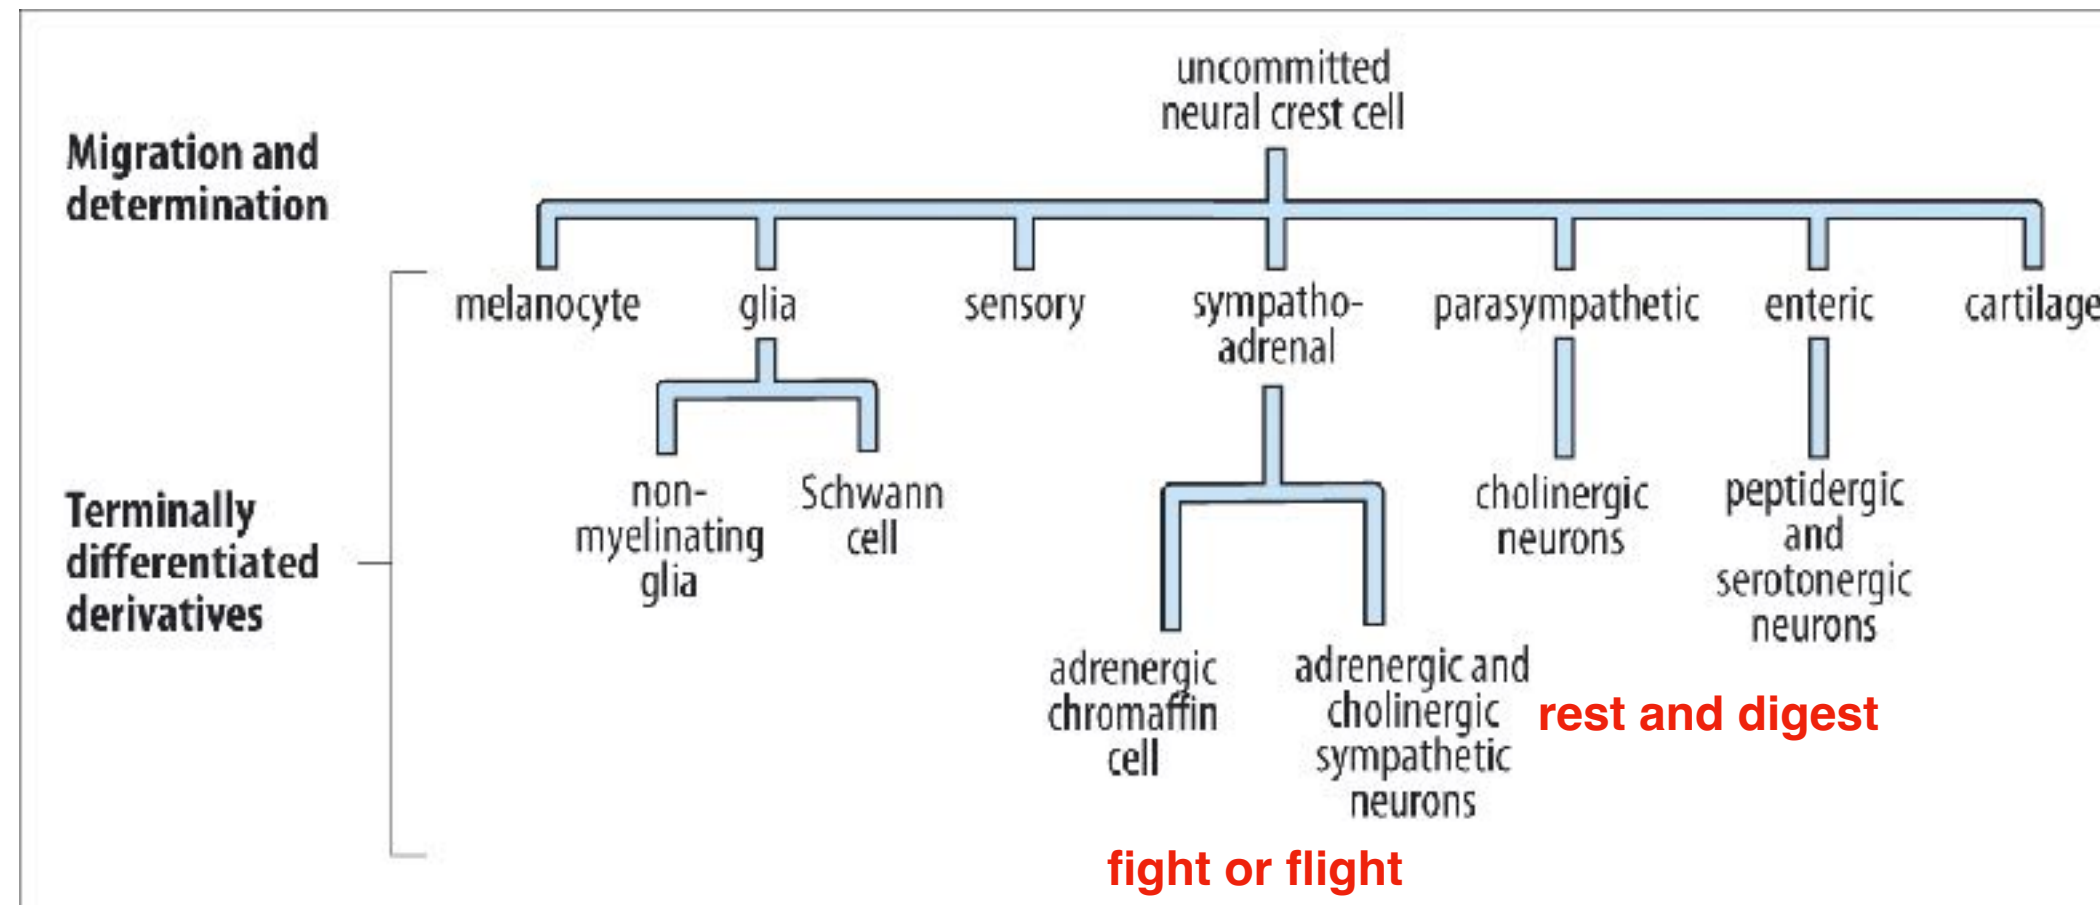 uncommitted
neural crest cell
Migration and
determination
melanocyte
glia
sensory
sympatho-
adrenal
parasympathetic
enteric
cartilage
non-
myelinating
glia
Schwann
cell
cholinergic
neurons
peptidergic
and
serotonergic
neurons
Terminally
differentiated
derivatives
adrenergic
chromaffin
cell
adrenergic and
cholinergic
sympathetic
neurons
rest and digest
fight or flight